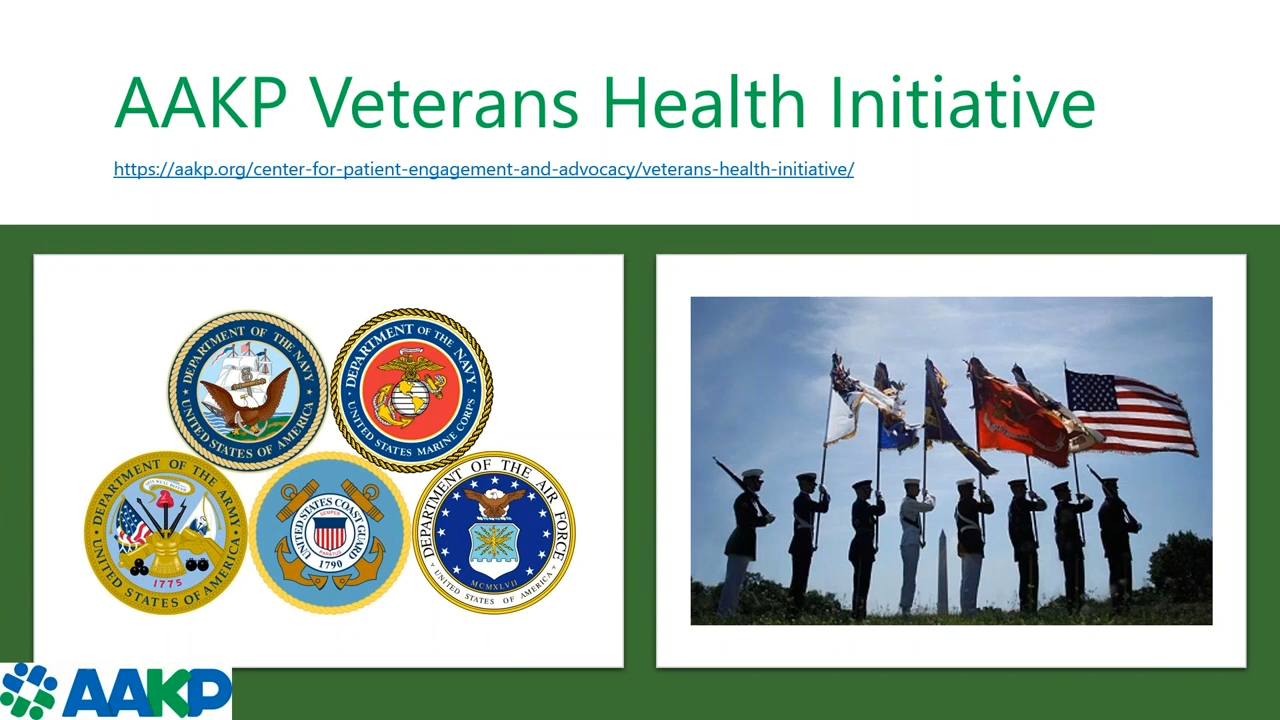 AAKP Veterans Health Initiative
https://aakp.org/center-for-patient-engagement-and-advocacy/veterans-health-initiative/
DEPARTMENT OF THE NAVY
UNITED STATES OF AMERICA
DEPARTMENT OF THE NAVY
UNITED STATES MARINE CORPS
DEPARTMENT OF THE ARMY
1775
UNITED STATES OF AMERICA
UNITED STATES COAST GUARD
SEMPER
PARATUS
1790
DEPARTMENT OF THE AIR FORCE
MCMXLVII
UNITED STATES OF AMERICA
AAKP